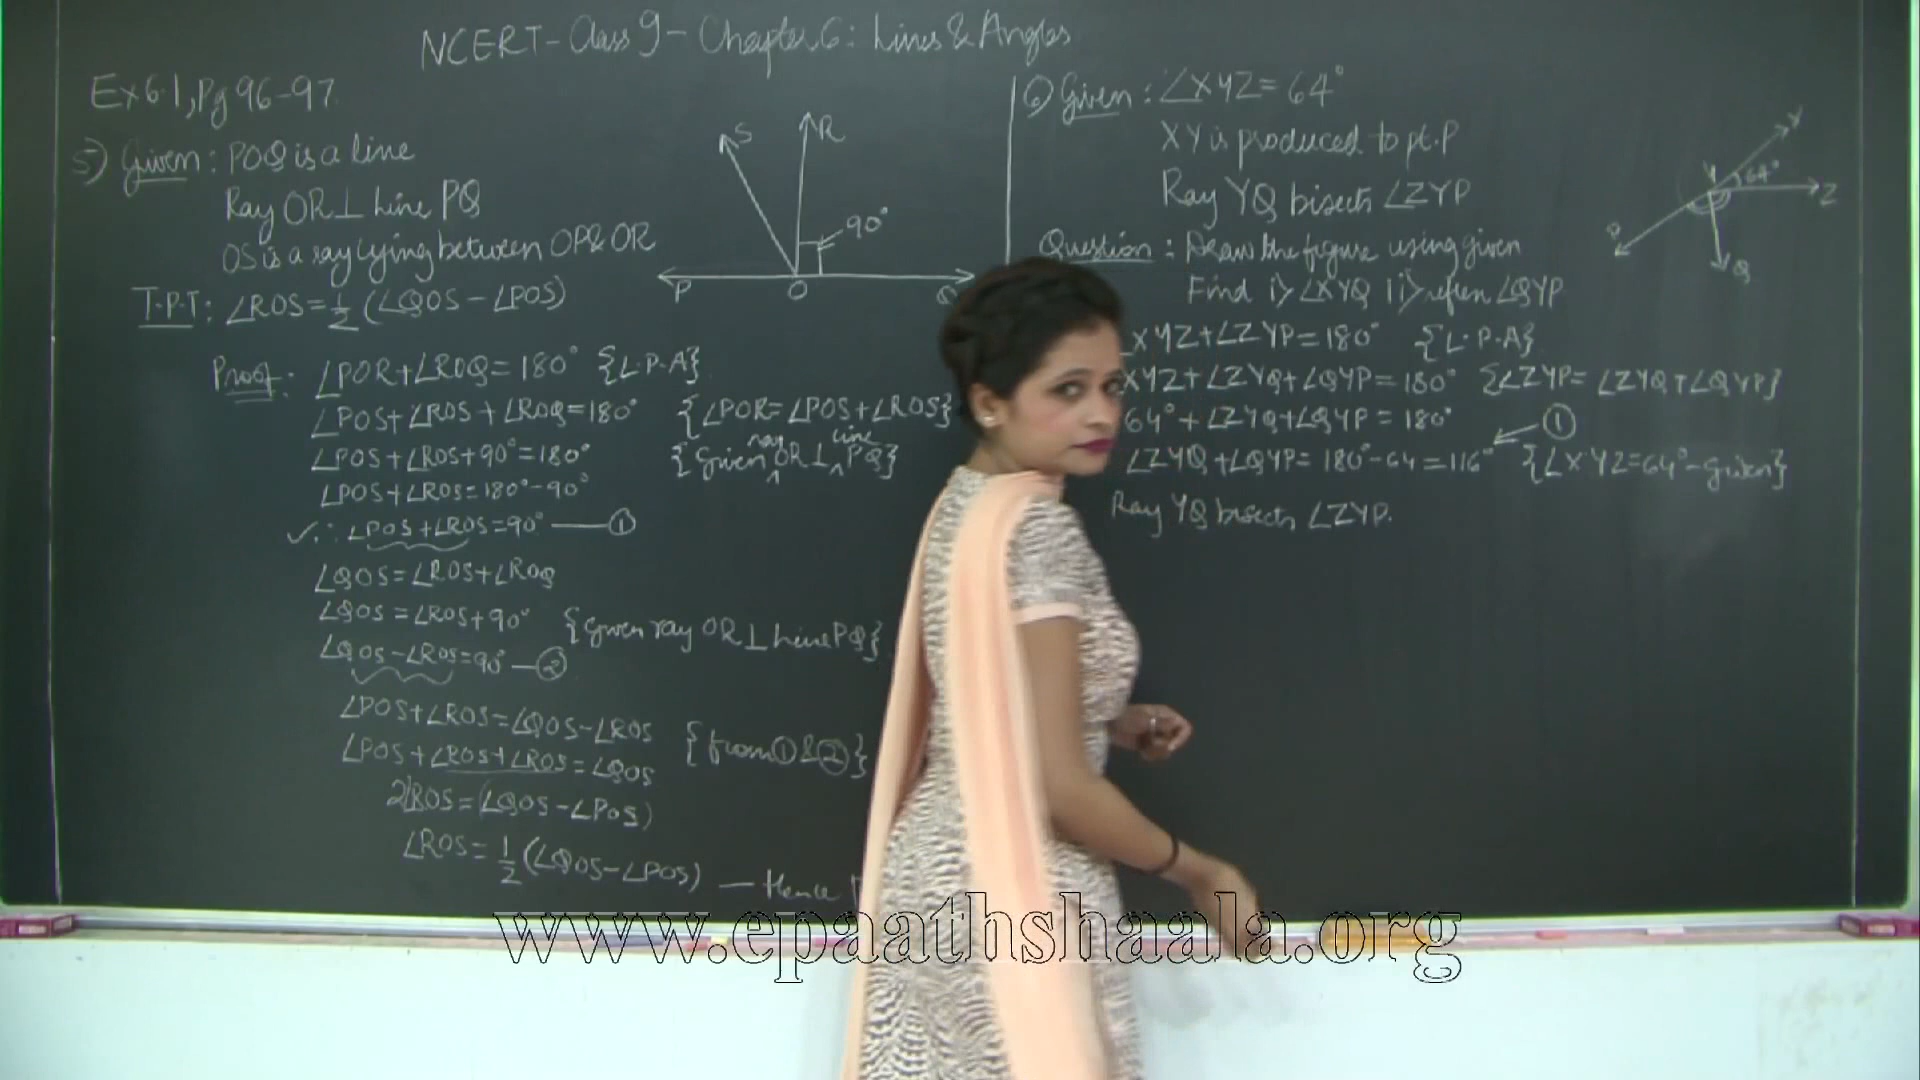 NCERT-Class 9-Chapter 6: Lines & Angles
Ex 6.1, Pg 96-97
5) Given: POQ is a line
Ray OR⊥ Line PQ
OS is a ray lying between OP & OR
T.P.T: ∠ROS=1/2(∠QOS-∠POS)
Proof: ∠POR+∠ROQ=180° {L.P.A}
∠POS+∠ROS+∠ROQ=180° {∠POR=∠POS+∠ROS}
∠POS+∠ROS+90°=180° {Given ray OR⊥ line PQ}
∠POS+∠ROS=180°-90°
✓∴ ∠POS+∠ROS=90° — ①
∠QOS=∠ROS+∠ROQ
∠QOS=∠ROS+90° {Given ray OR⊥Line PQ}
∠QOS-∠ROS=90° — ②
∠POS+∠ROS=∠QOS-∠ROS {from ① & ②}
∠POS+∠ROS+∠ROS=∠QOS
2∠ROS=(∠QOS-∠POS)
∠ROS=1/2(∠QOS-∠POS) — Hence
S
R
90°
P
O
Q
6) Given: ∠XYZ=64°
XY is produced to pt. P
Ray YQ bisects ∠ZYP
Question: Draw the figure using given
Find i> ∠XYQ ii> reflex ∠QYP
XYZ+∠ZYP=180° {L.P.A}
XYZ+∠ZYQ+∠QYP=180° {∠ZYP=∠ZYQ+∠QYP}
64°+∠ZYQ+∠QYP=180°
①
∠ZYQ+∠QYP=180°-64=116° {∠XYZ=64°-Given}
Ray YQ bisects ∠ZYP.
X
Y
64°
Z
P
Q
www.epaathshaala.org